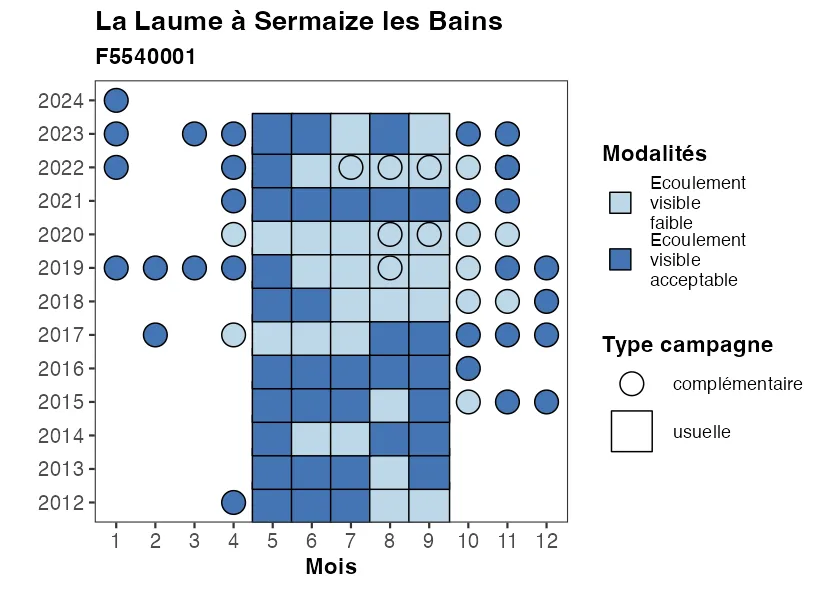 La Laume à Sermaize les Bains
F5540001
2024
2023
2022
2021
2020
2019
2018
2017
2016
2015
2014
2013
2012
1 2 3 4 5 6 7 8 9 10 11 12
Mois
Modalités
Ecoulement
visible
faible
Ecoulement
visible
acceptable
Type campagne
complémentaire
usuelle